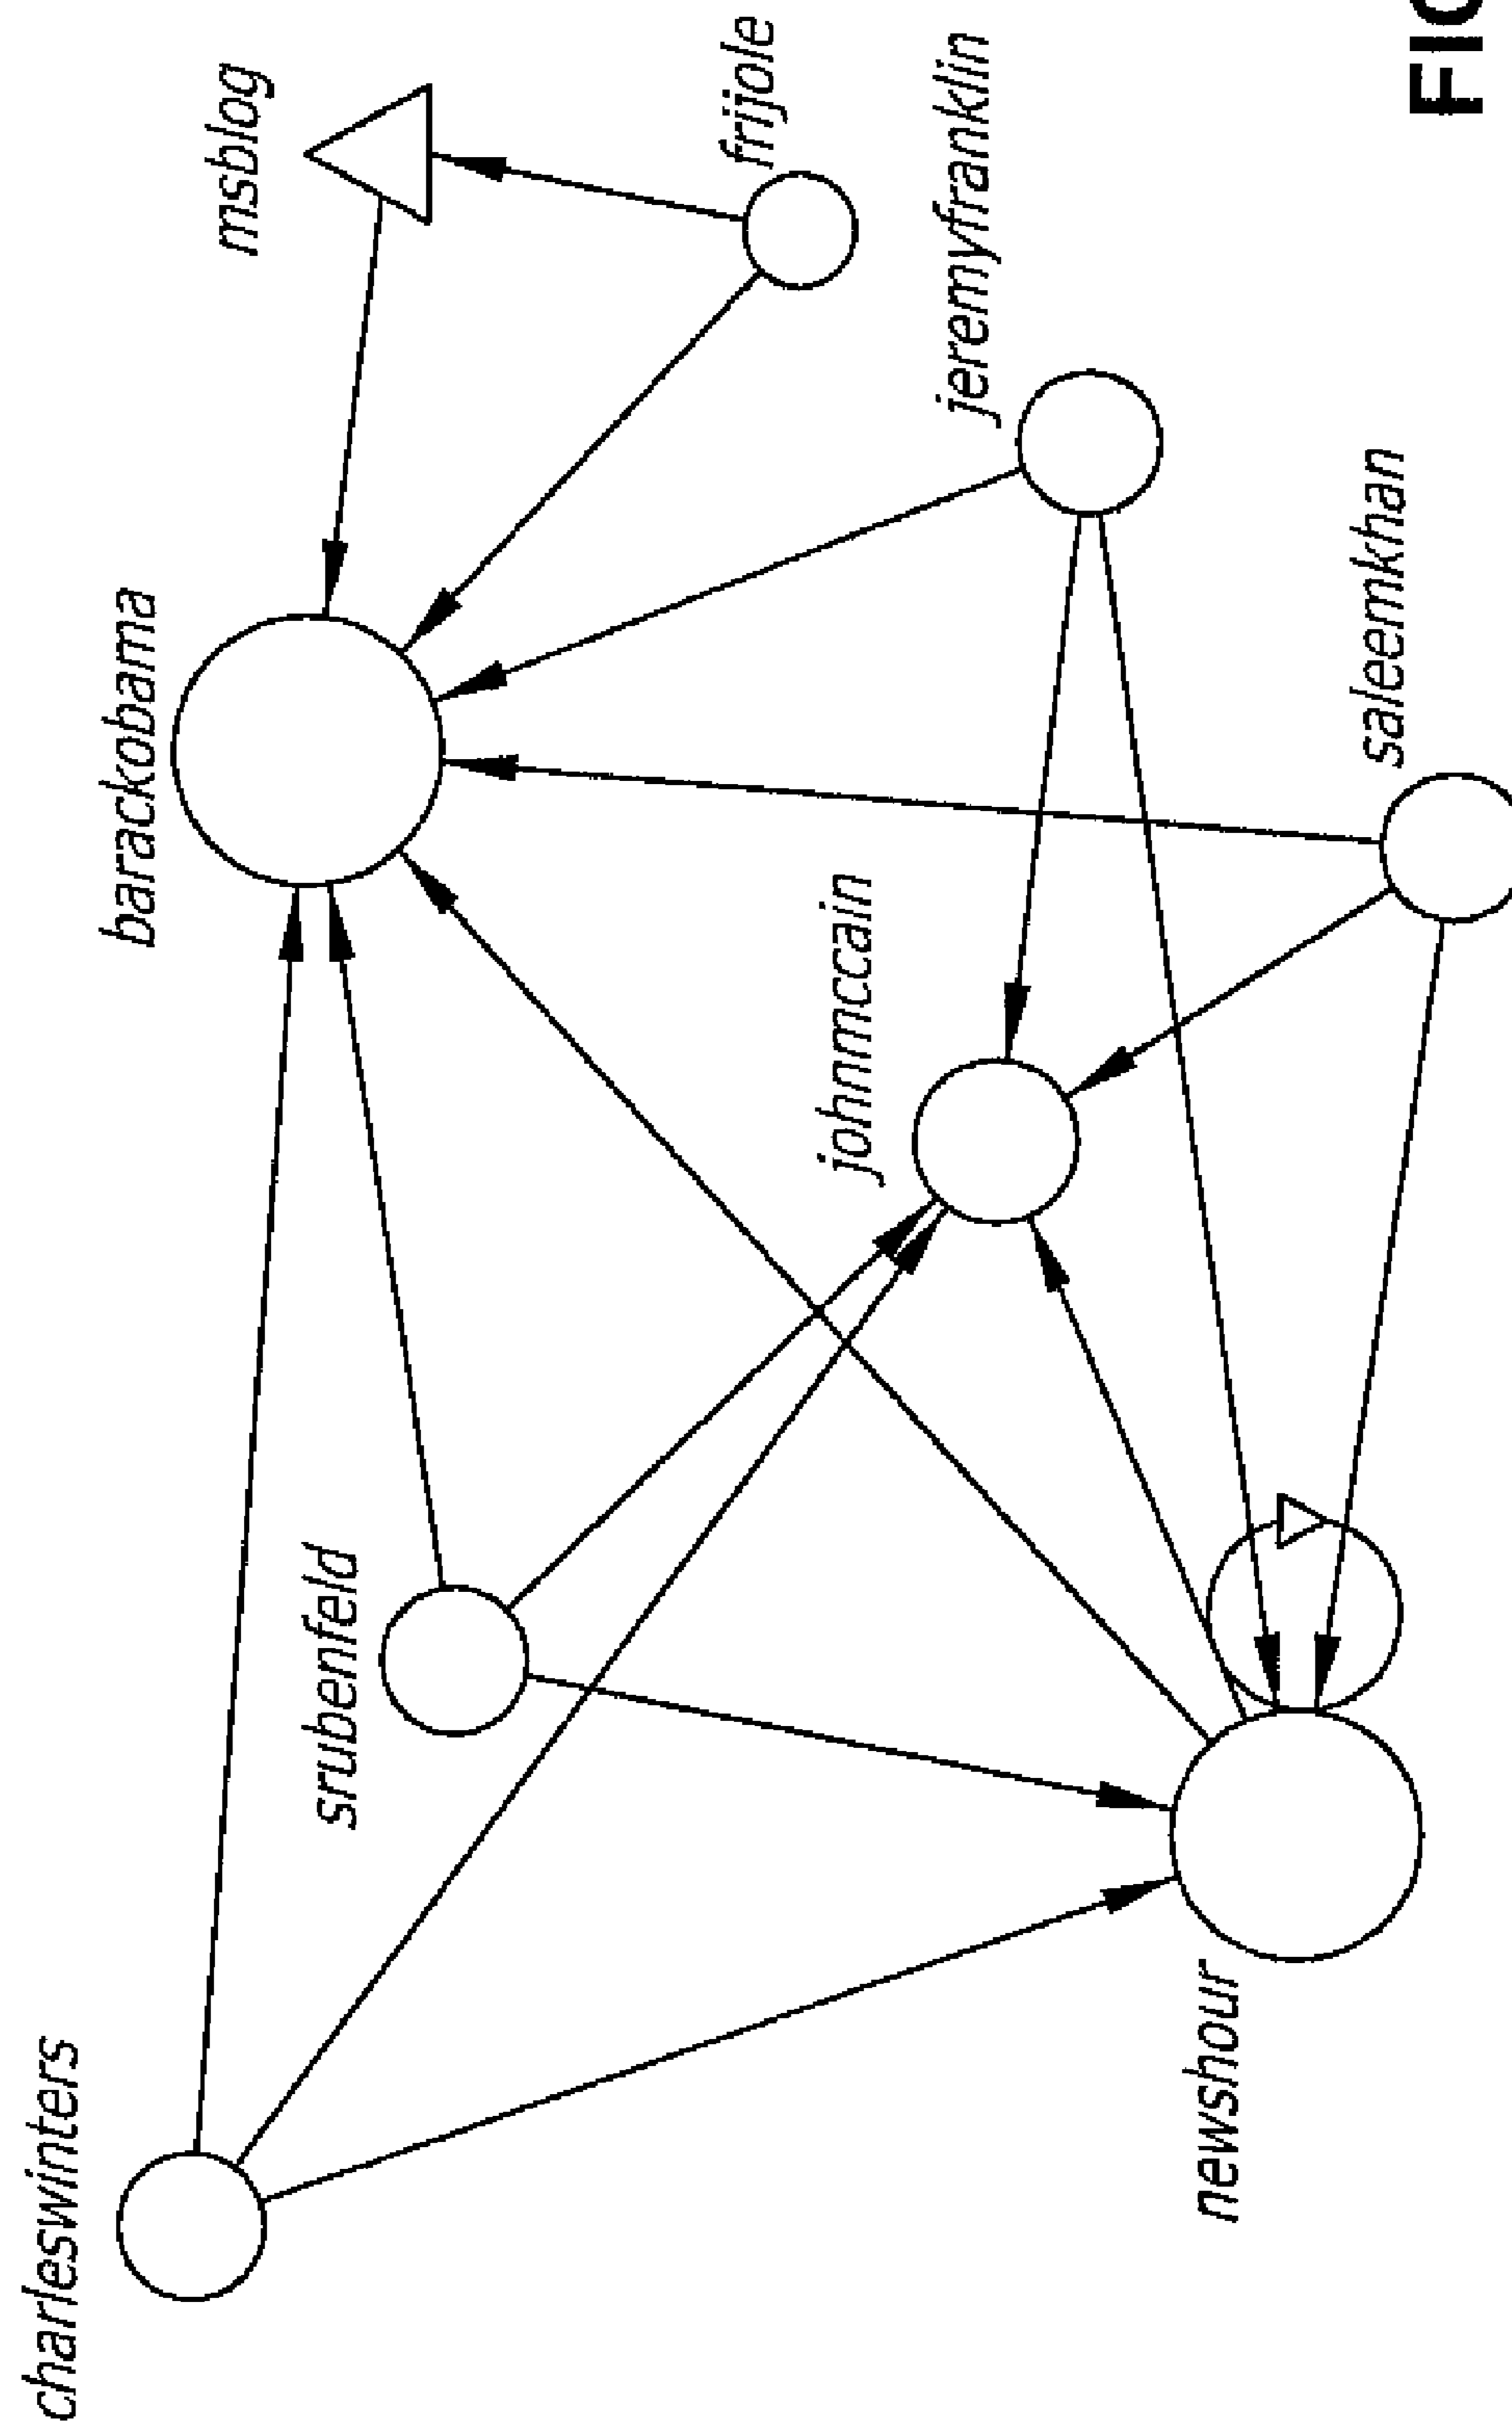 charleswinters
srubenfeld
barackobama
msblog
frijole
johnmccain
jeremyfranklin
newshour
saleemkhan